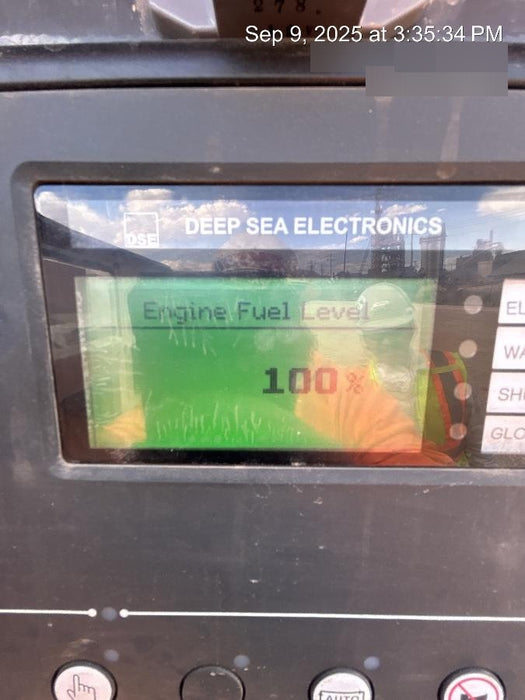 278
Sep 9, 2025 at 3:35:34 PM
DSE DEEP SEA ELECTRONICS
Engine Fuel Level
100%
EL
WA
SH
GLO
AUTO